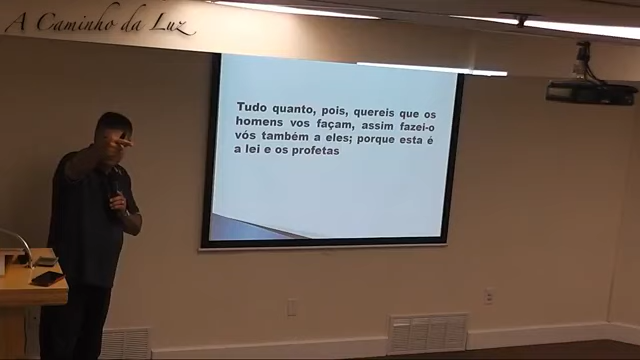 A Caminho da Luz
Tudo quanto, pois, quereis que os
homens vos façam, assim fazei-o
vós também a eles; porque esta é
a lei e os profetas